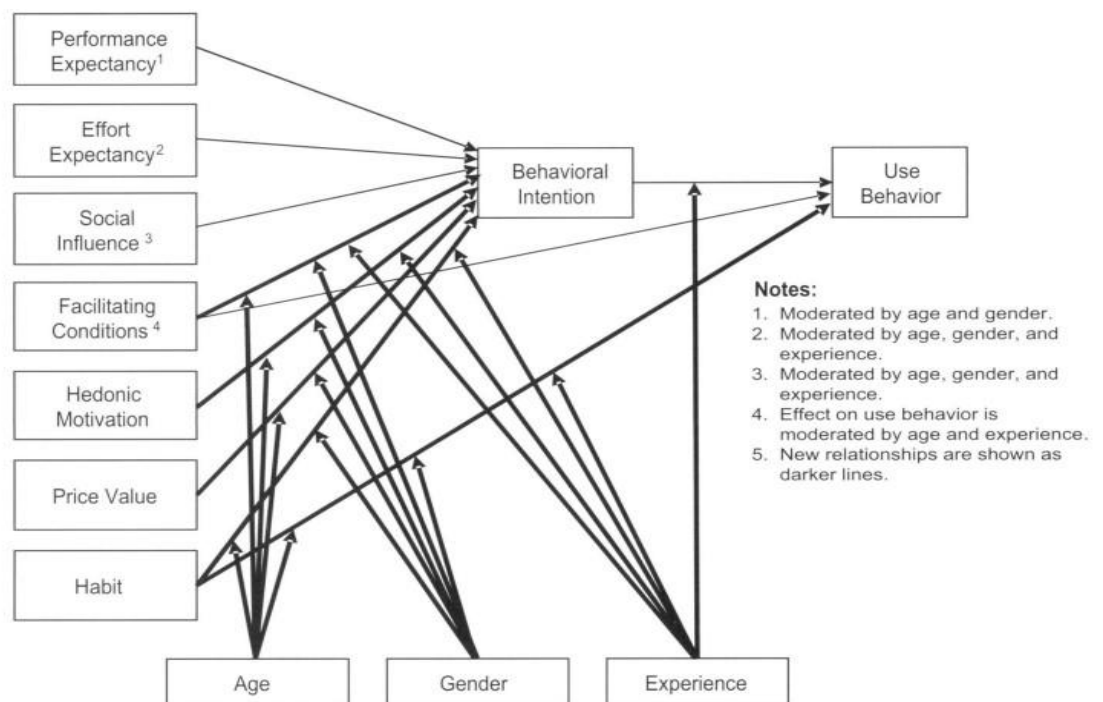 Performance
Expectancy1
Effort
Expectancy2
Social
Influence 3
Facilitating
Conditions 4
Hedonic
Motivation
Price Value
Habit
Behavioral
Intention
Use
Behavior
Notes:
1. Moderated by age and gender.
2. Moderated by age, gender, and
experience.
3. Moderated by age, gender, and
experience.
4. Effect on use behavior is
moderated by age and experience.
5. New relationships are shown as
darker lines.
Age
Gender
Experience